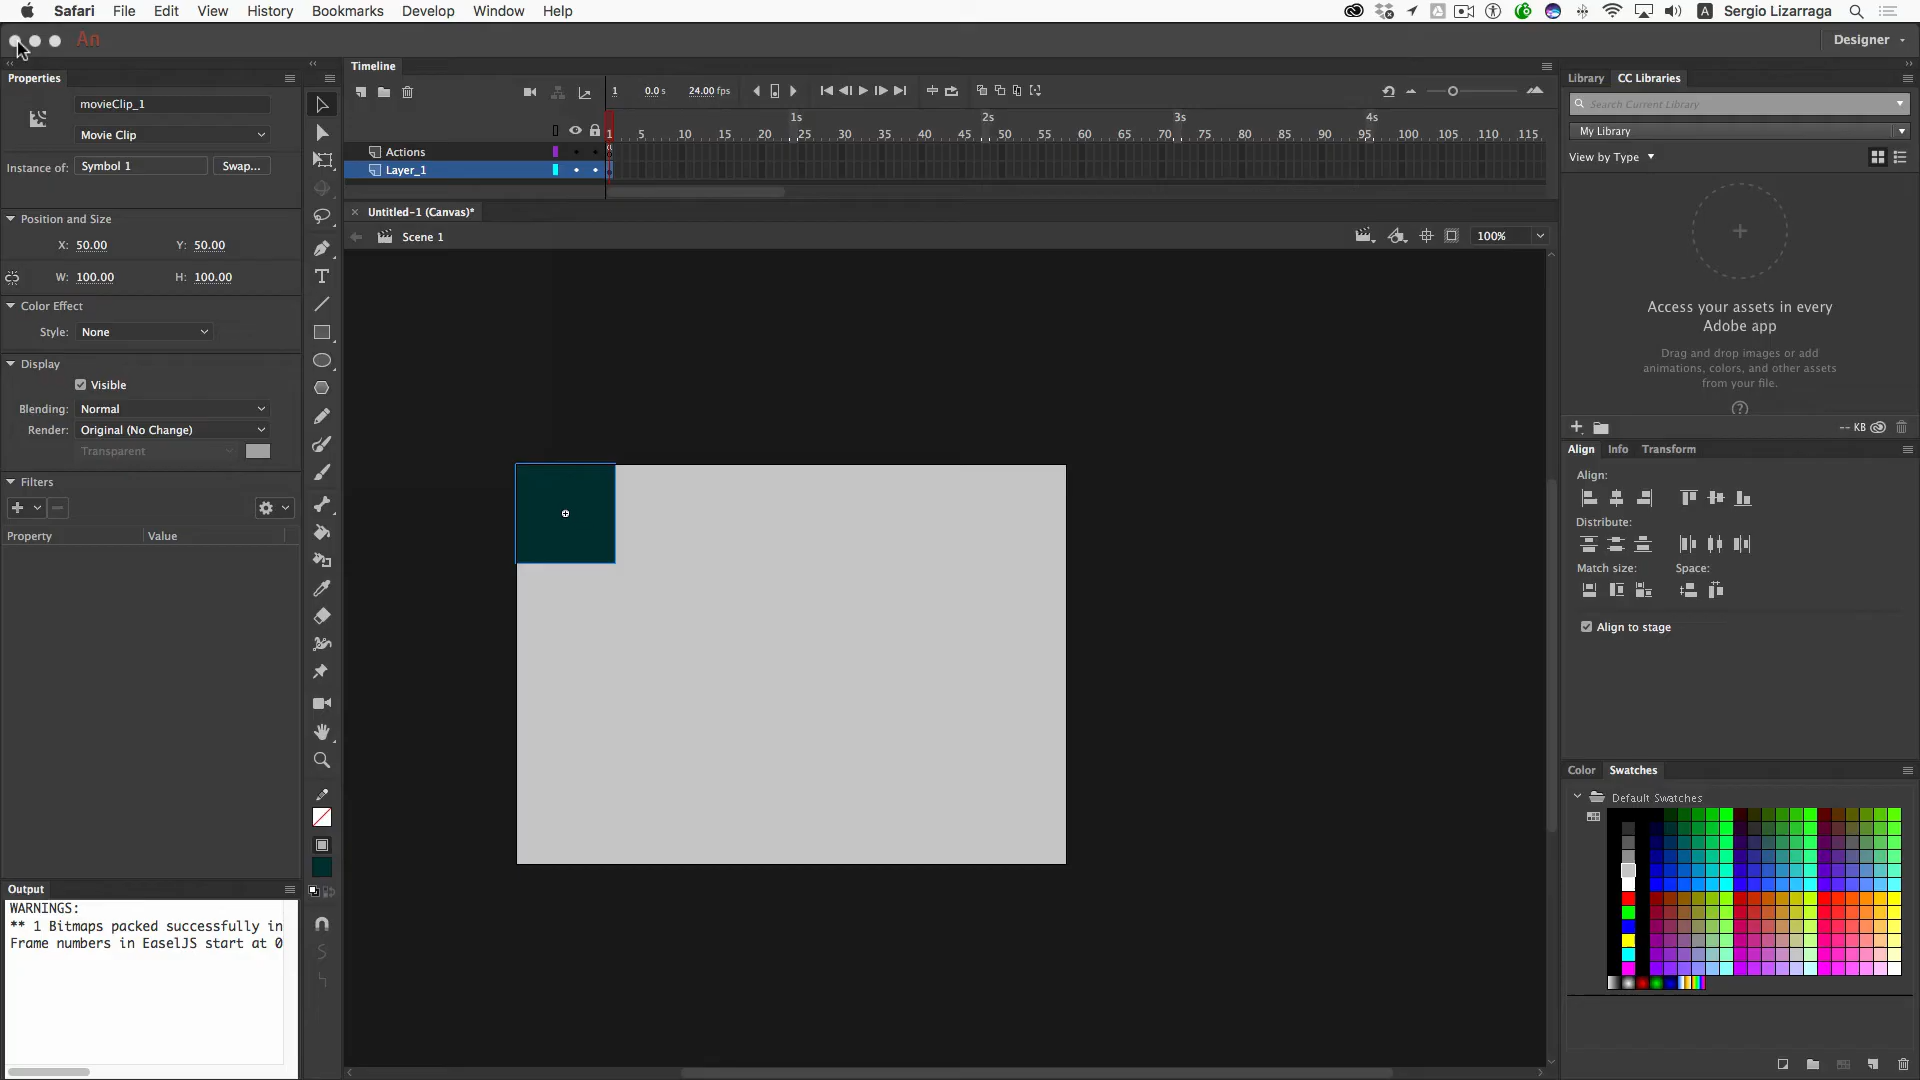 Safari File Edit View History Bookmarks Develop Window Help
A Sergio Lizarraga
An
Designer
Properties
movieClip_1
Movie Clip
Instance of: Symbol 1 Swap...
Position and Size
X: 50.00 Y: 50.00
W: 100.00 H: 100.00
Color Effect
Style: None
Display
Visible
Blending: Normal
Render: Original (No Change)
Transparent
Filters
Property Value
Output
WARNINGS:
** 1 Bitmaps packed successfully in
Frame numbers in EaselJS start at 0
Timeline
1 0.0 s 24.00 fps
1s 2s 3s 4s
1 5 10 15 20 25 30 35 40 45 50 55 60 65 70 75 80 85 90 95 100 105 110 115
Actions
Layer_1
Untitled-1 (Canvas)*
Scene 1
100%
Library CC Libraries
Search Current Library
My Library
View by Type
Access your assets in every
Adobe app
Drag and drop images or add
animations, colors, and other assets
from your file.
-- KB
Align Info Transform
Align:
Distribute:
Match size: Space:
Align to stage
Color Swatches
Default Swatches